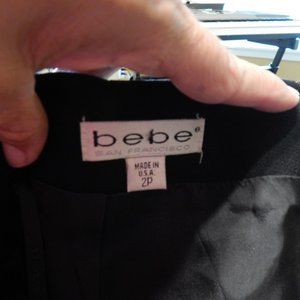 bebe®
SAN FRANCISCO
MADE IN
U.S.A.
2P